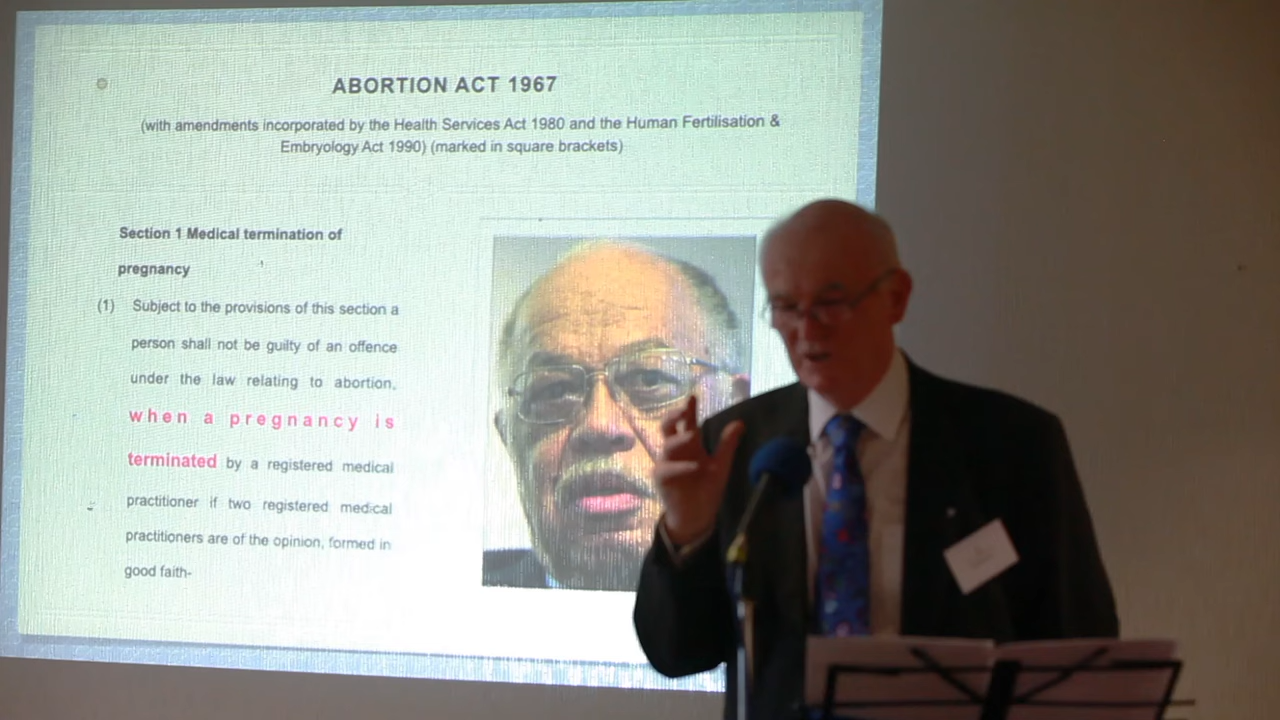 ABORTION ACT 1967
(with amendments incorporated by the Health Services Act 1980 and the Human Fertilisation &
Embryology Act 1990) (marked in square brackets)
Section 1 Medical termination of
pregnancy
(1) Subject to the provisions of this section a
person shall not be guilty of an offence
under the law relating to abortion,
when a pregnancy is
terminated by a registered medical
practitioner if two registered medical
practitioners are of the opinion, formed in
good faith-